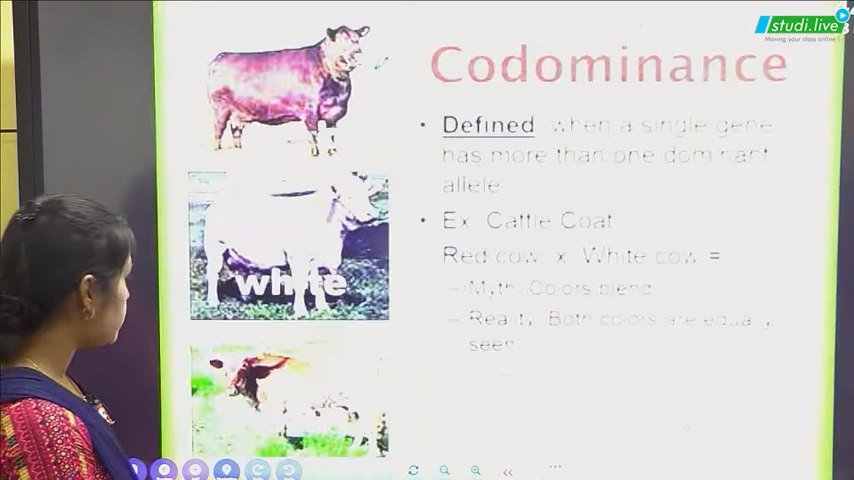 studi.live
Moving your class online!
Codominance
• Defined when a single gene
has more than one dominant
allele
• Ex Cattle Coat
Red cow x White cow =
– Myth Colors blend
– Reality Both colors are equally
seen
white